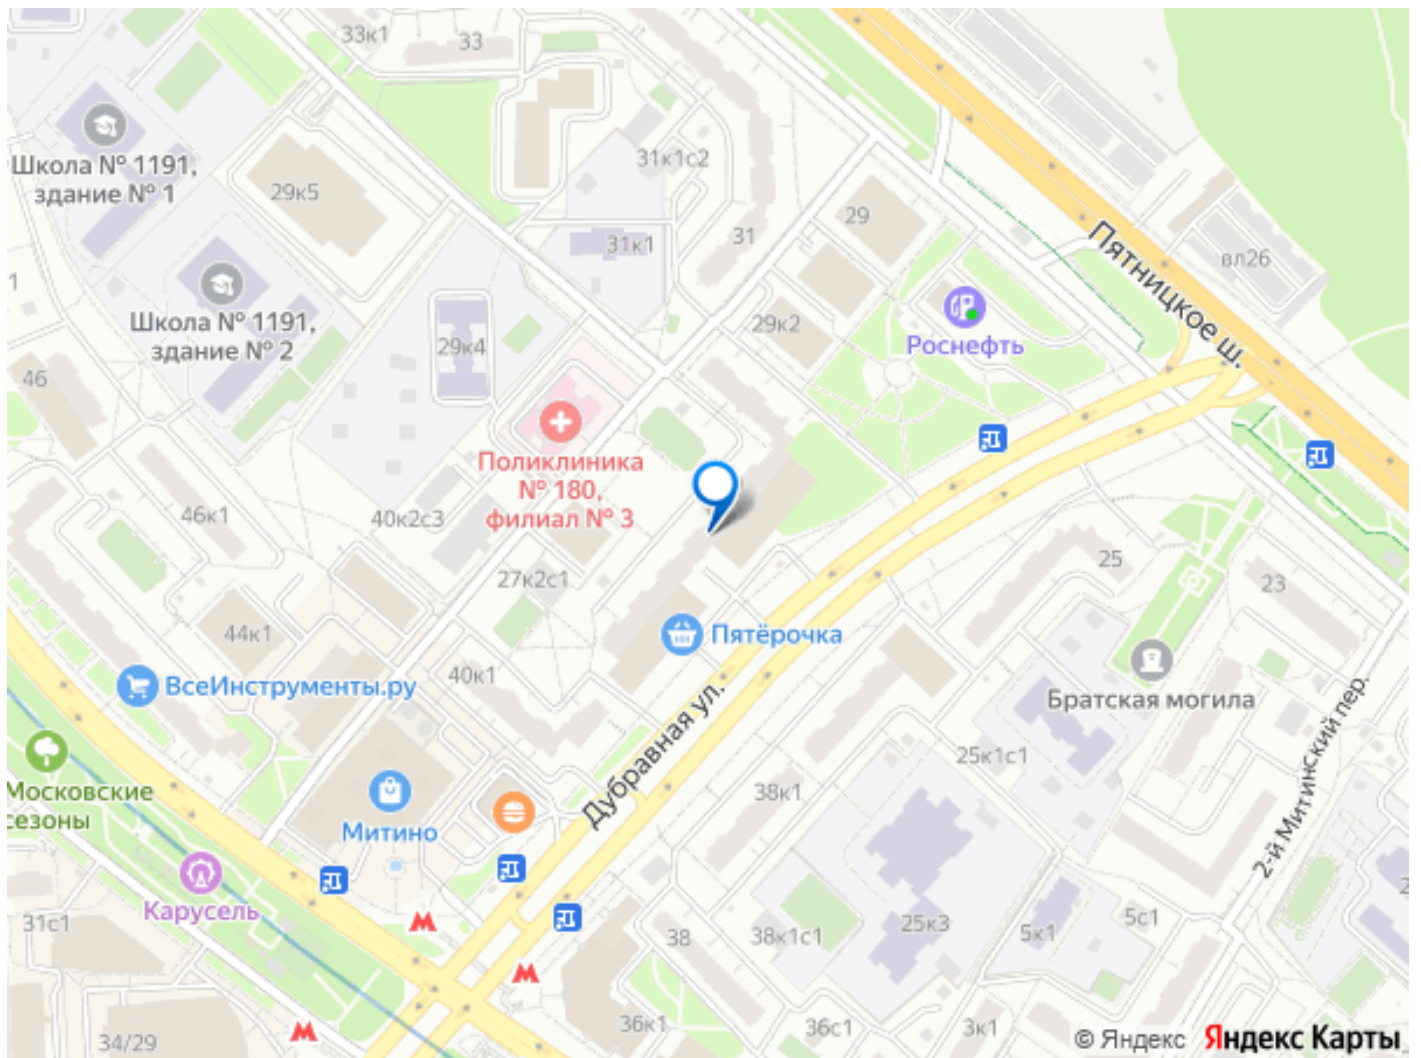 33к1
33
Школа № 1191,
здание № 1
29к5
31к1с2
29
31к1
31
Пятницкое ш.
вл26
Школа № 1191,
здание № 2
29к4
29к2
Роснефть
46
Поликлиника
№ 180,
филиал № 3
46к1
40к2с3
27к2с1
25
23
44к1
Пятёрочка
ВсеИнструменты.ру
40к1
Братская могила
Дубравная ул.
2-й Митинский пер.
25к1с1
Московские
сезоны
Митино
38к1
Карусель
31с1
38
38к1с1
25к3
5к1
5с1
34/29
36к1
36с1
3к1
© Яндекс Яндекс Карты